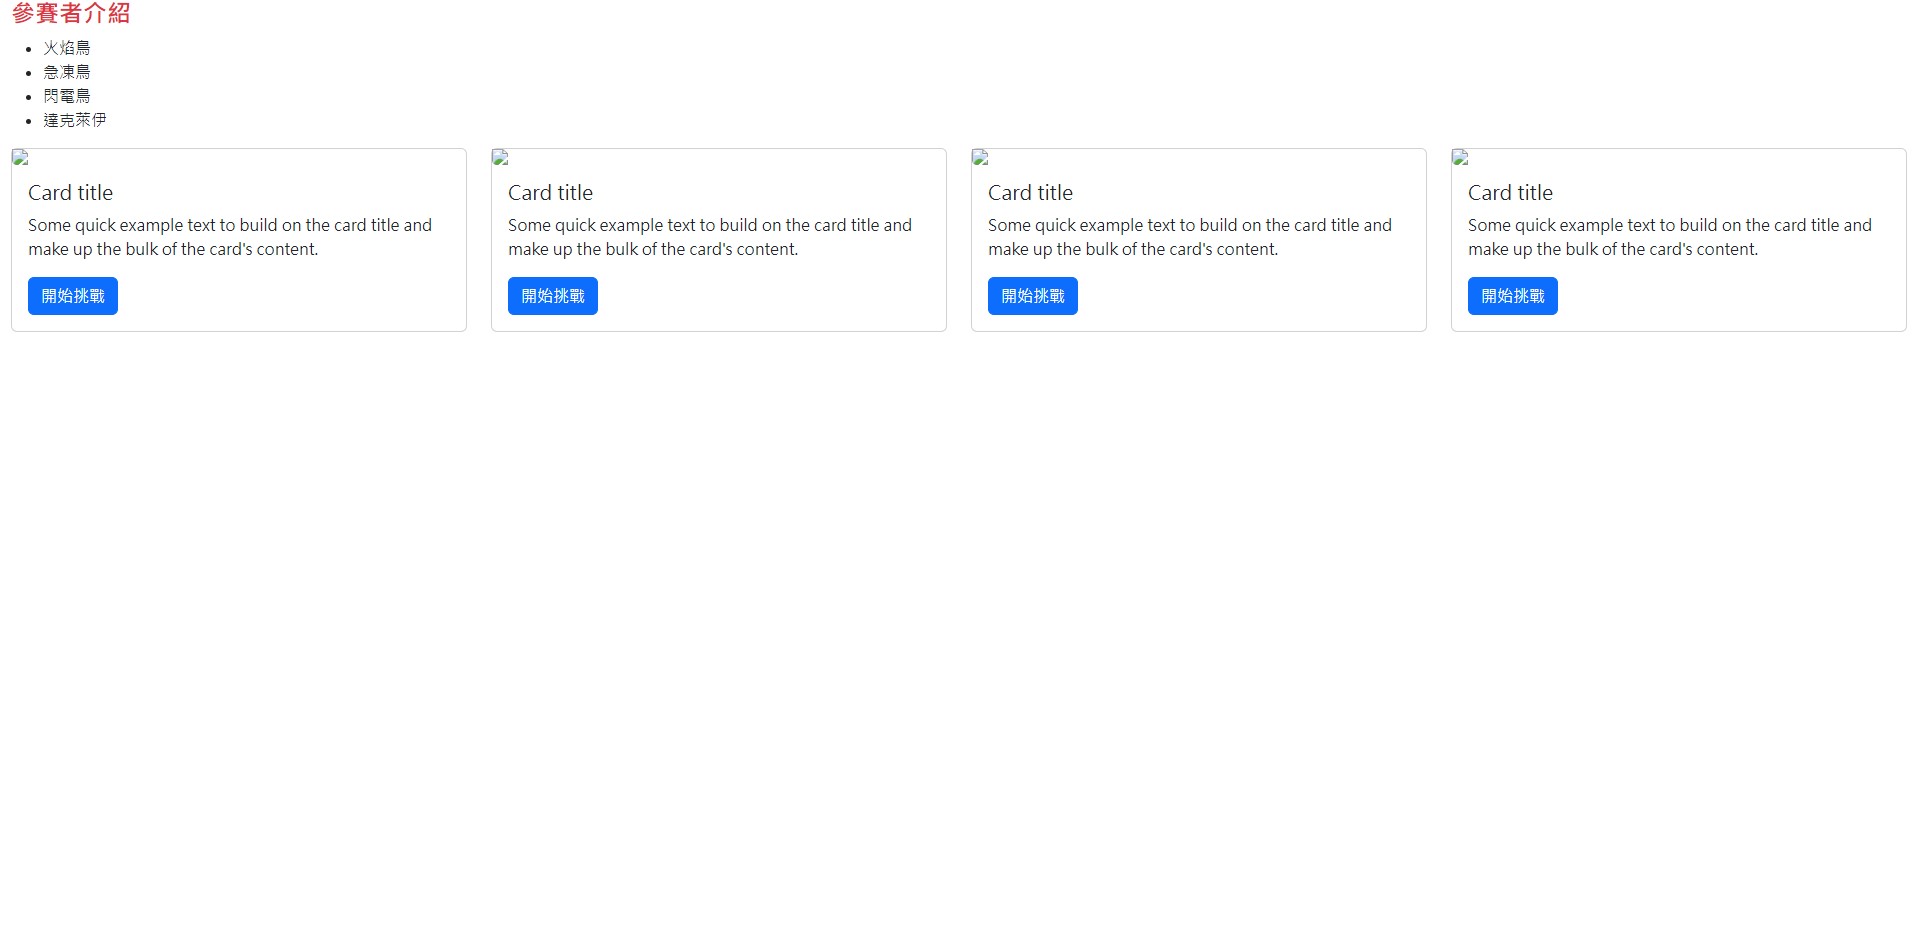 參賽者介紹
火焰鳥
急凍鳥
閃電鳥
達克萊伊
Card title
Some quick example text to build on the card title and
make up the bulk of the card's content.
開始挑戰
Card title
Some quick example text to build on the card title and
make up the bulk of the card's content.
開始挑戰
Card title
Some quick example text to build on the card title and
make up the bulk of the card's content.
開始挑戰
Card title
Some quick example text to build on the card title and
make up the bulk of the card's content.
開始挑戰